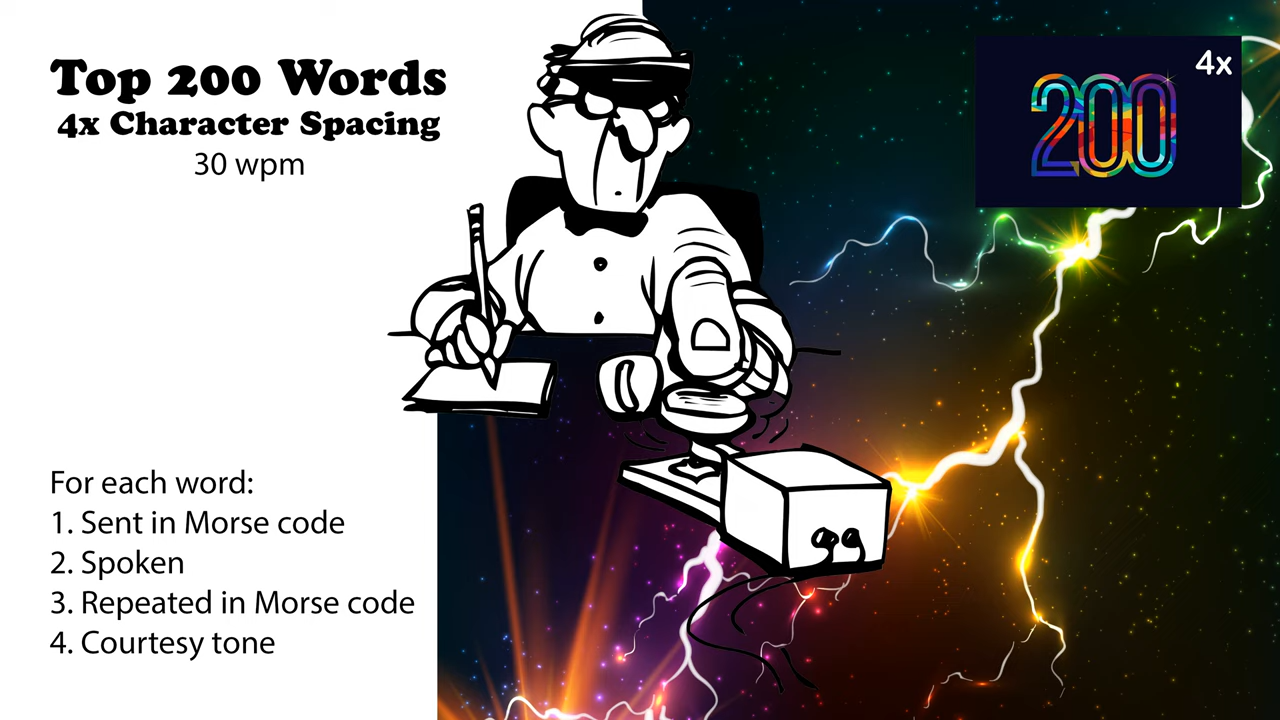 Top 200 Words
4x Character Spacing
30 wpm
4x
200
For each word:
1. Sent in Morse code
2. Spoken
3. Repeated in Morse code
4. Courtesy tone